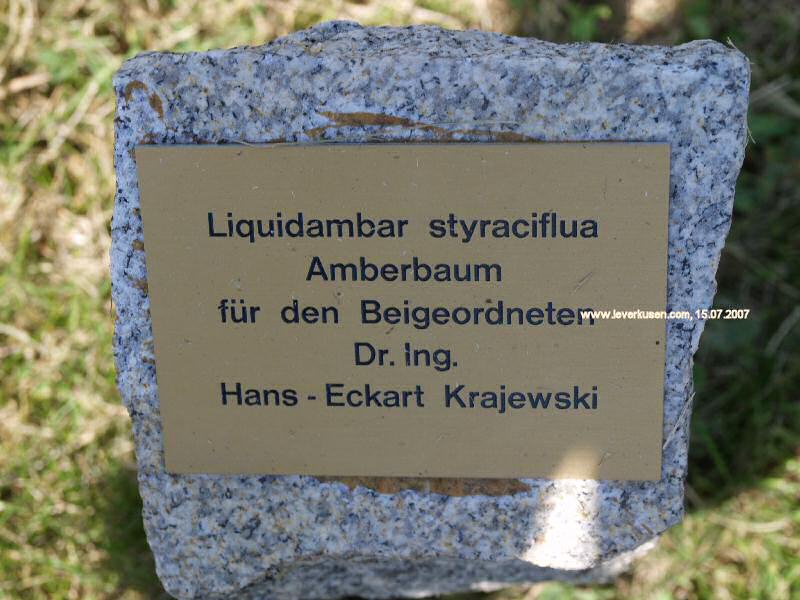 Liquidambar styraciflua
Amberbaum
für den Beigeordneten
www.leverkusen.com, 15.07.2007
Dr. Ing.
Hans - Eckart Krajewski